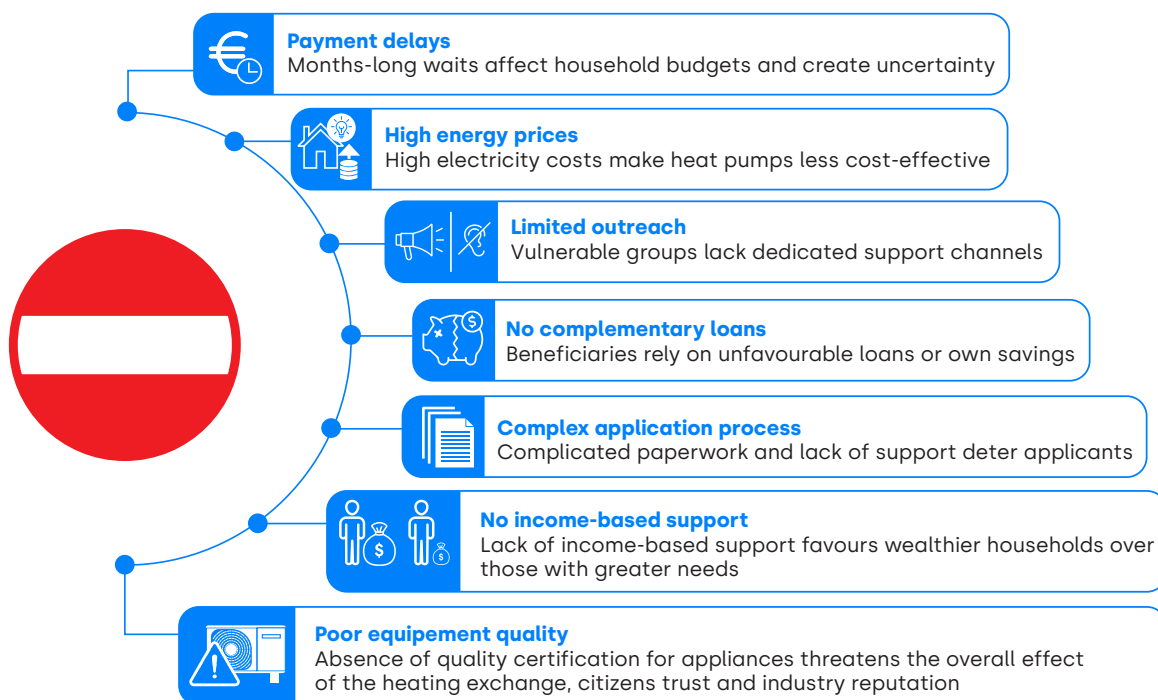 Payment delays
Months-long waits affect household budgets and create uncertainty
High energy prices
High electricity costs make heat pumps less cost-effective
Limited outreach
Vulnerable groups lack dedicated support channels
No complementary loans
Beneficiaries rely on unfavourable loans or own savings
Complex application process
Complicated paperwork and lack of support deter applicants
No income-based support
Lack of income-based support favours wealthier households over
those with greater needs
Poor equipement quality
Absence of quality certification for appliances threatens the overall effect
of the heating exchange, citizens trust and industry reputation